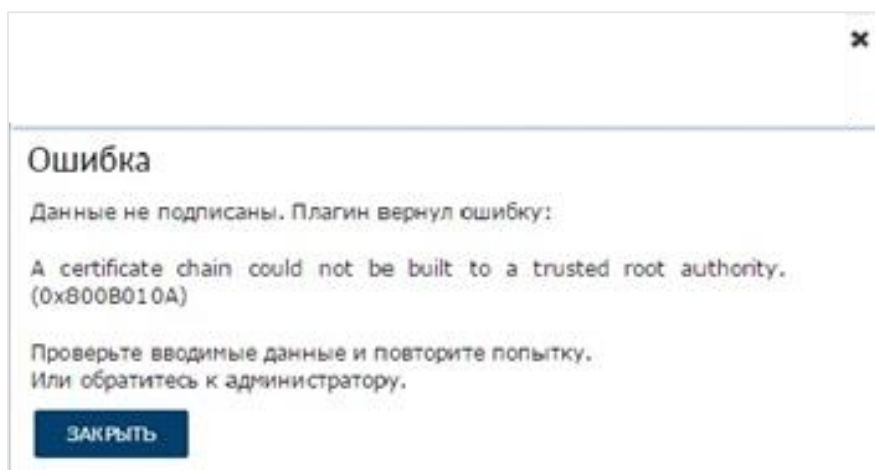 Ошибка
Данные не подписаны. Плагин вернул ошибку:
A certificate chain could not be built to a trusted root authority.
(0x800B010A)
Проверьте вводимые данные и повторите попытку.
Или обратитесь к администратору.
ЗАКРЫТЬ